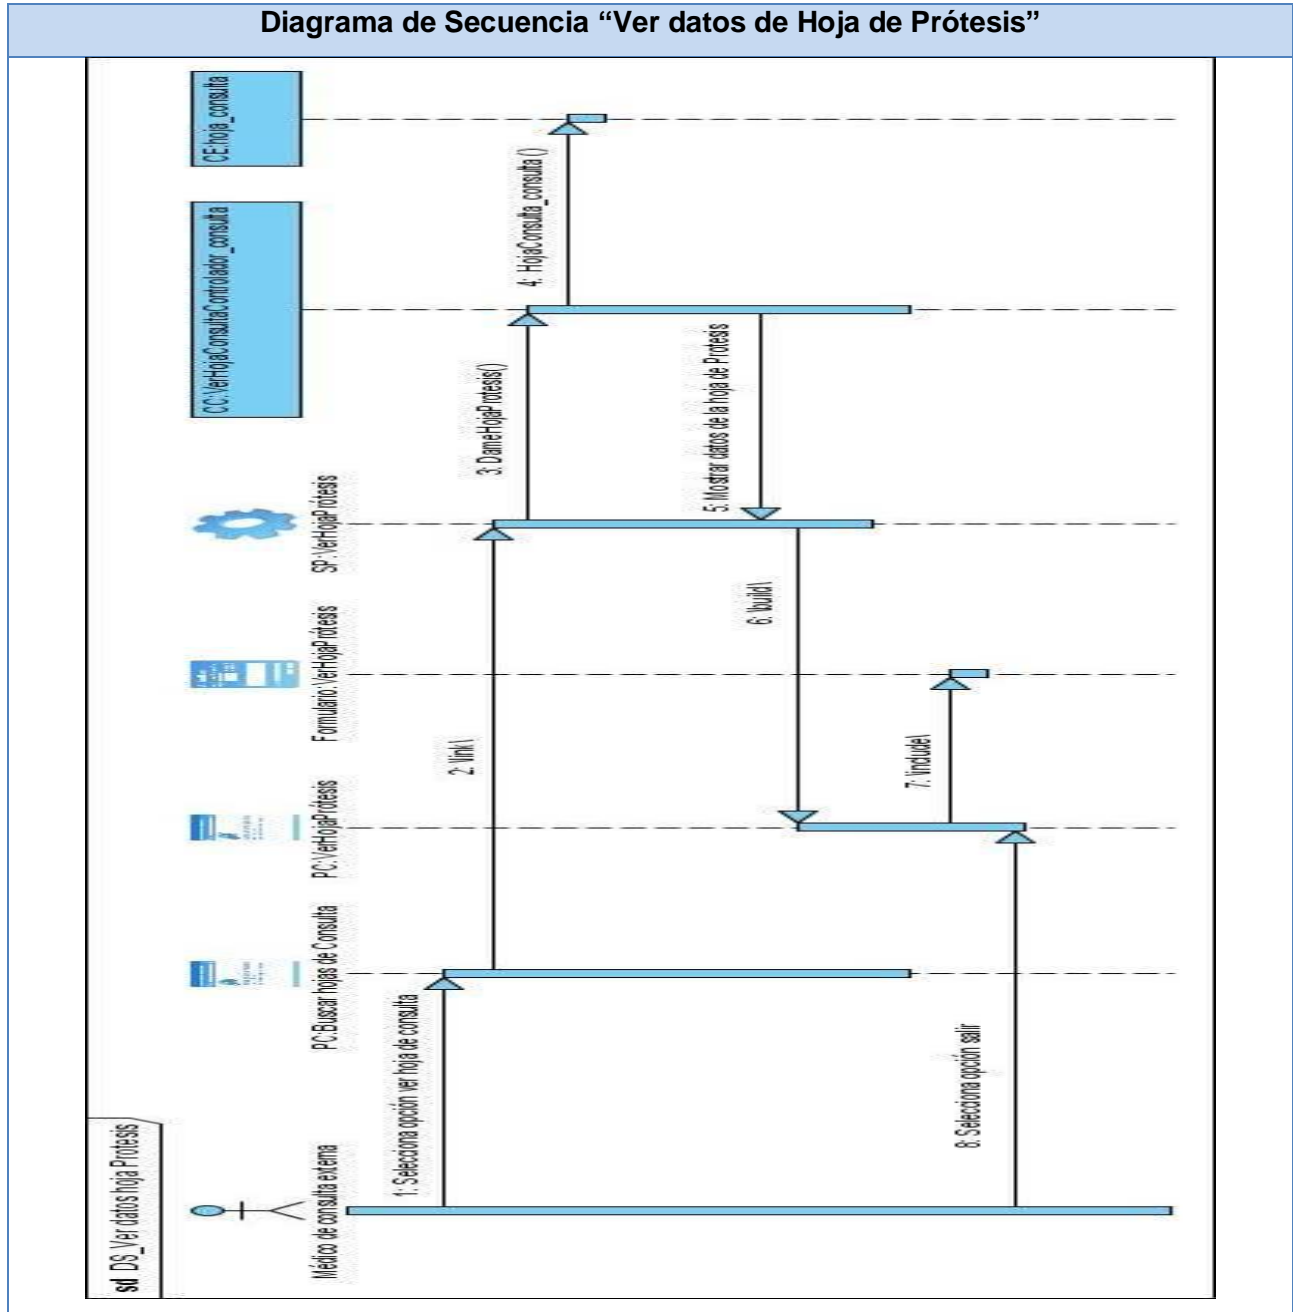 Diagrama de Secuencia “Ver datos de Hoja de Prótesis”
sd DS_Ver datos hoja Protesis
Médico de consulta externa
PC:Buscar hojas de Consulta
PC:VerHojaPrótesis
Formulario:VerHojaPrótesis
SP:VerHojaPrótesis
CC:VerHojaConsultaControlador_consulta
CE:hoja_consulta
1: Selecciona opción ver hoja de consulta
2: \link\
3: DameHojaProtesis()
4: HojaConsulta_consulta ()
5: Mostrar datos de la hoja de Protesis
6: \build\
7: \include\
8: Selecciona opción salir